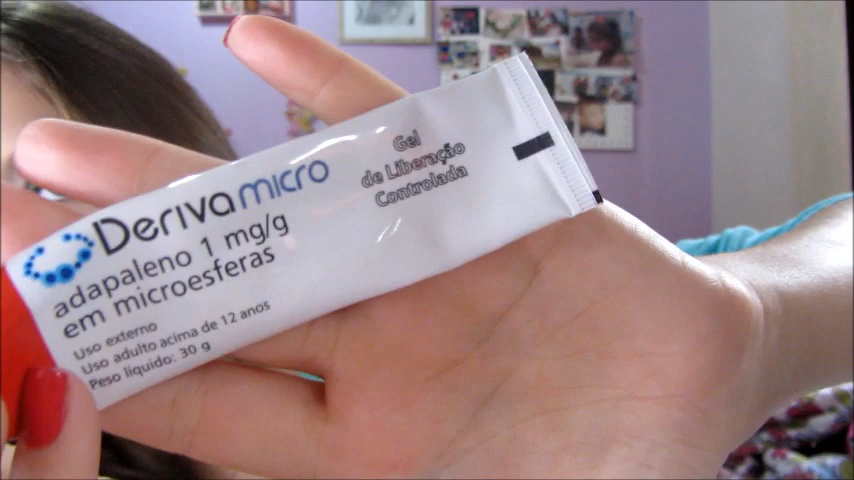 Deriva micro
adapaleno 1 mg/g
em microesferas
Uso externo
Uso adulto acima de 12 anos
Peso líquido: 30 g
Gel
de Liberação
Controlada